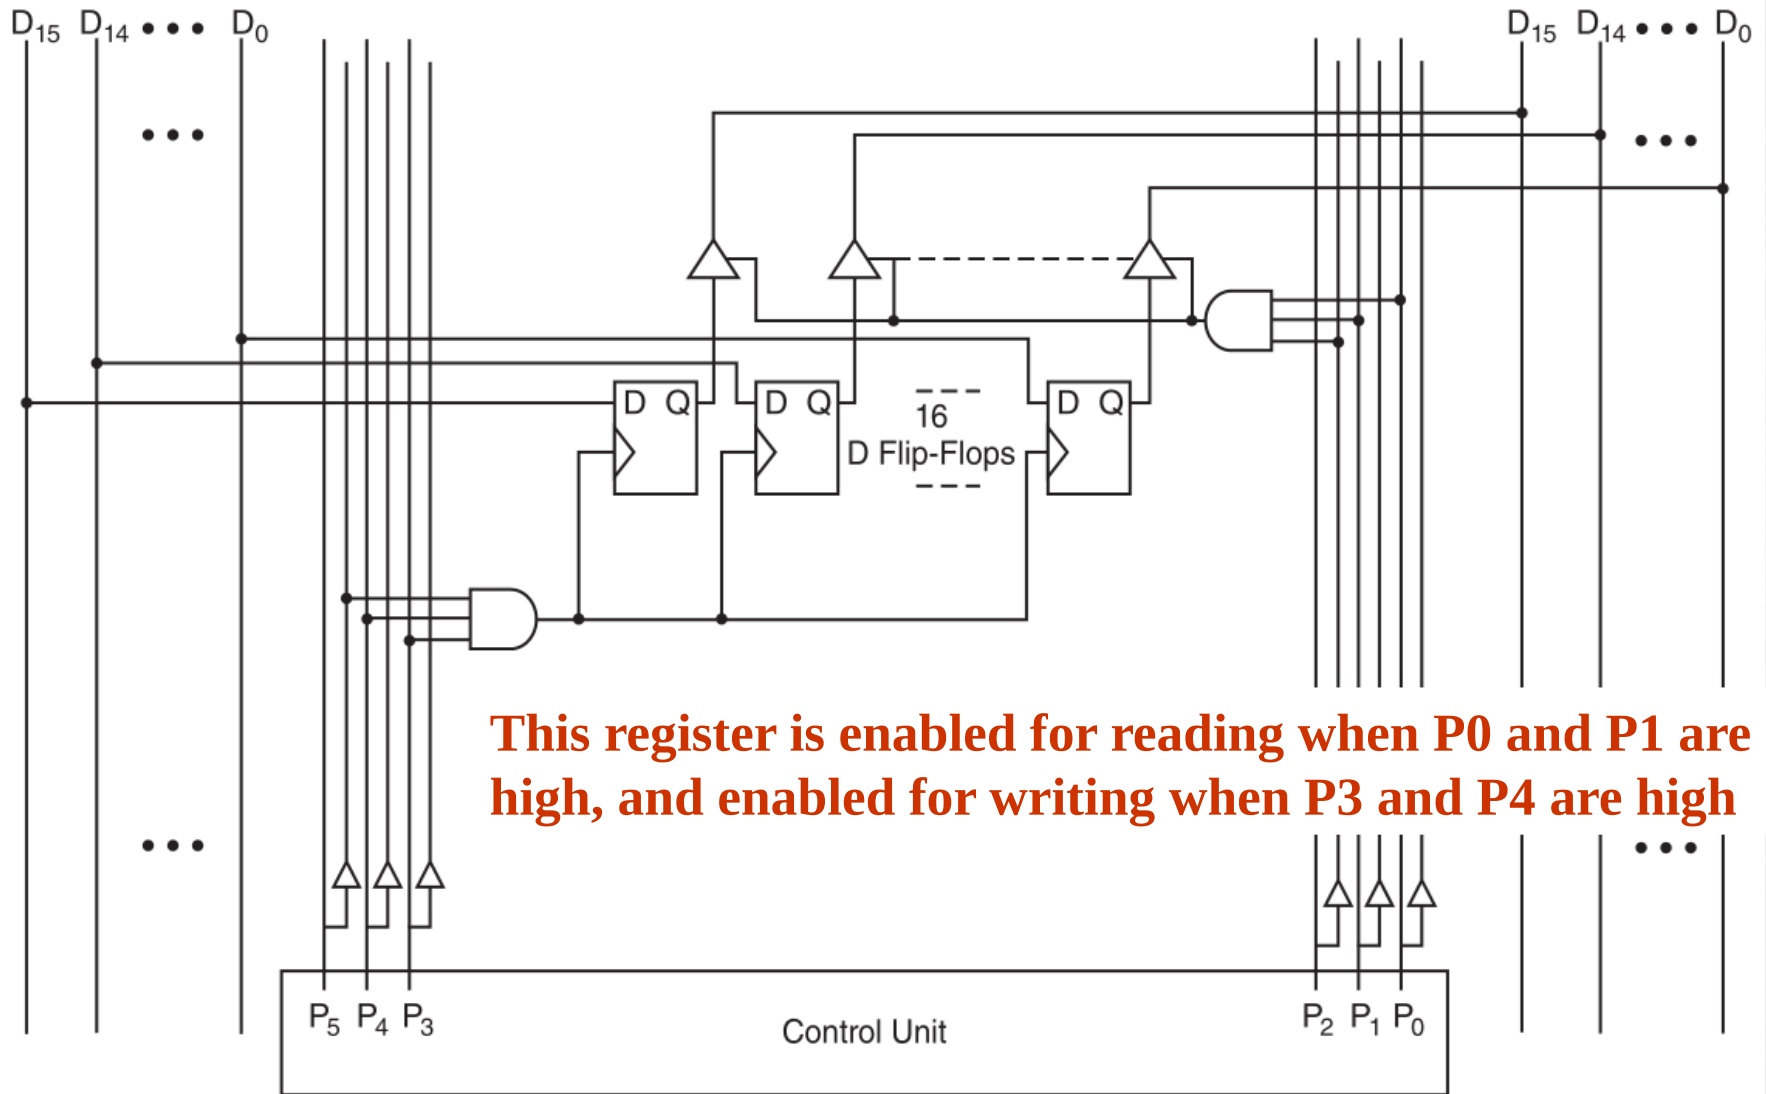 D15 D14 • • • D0 D15 D14 • • • D0
D Q D Q D Q
16
D Flip-Flops
This register is enabled for reading when P0 and P1 are
high, and enabled for writing when P3 and P4 are high
P5 P4 P3 P2 P1 P0
Control Unit